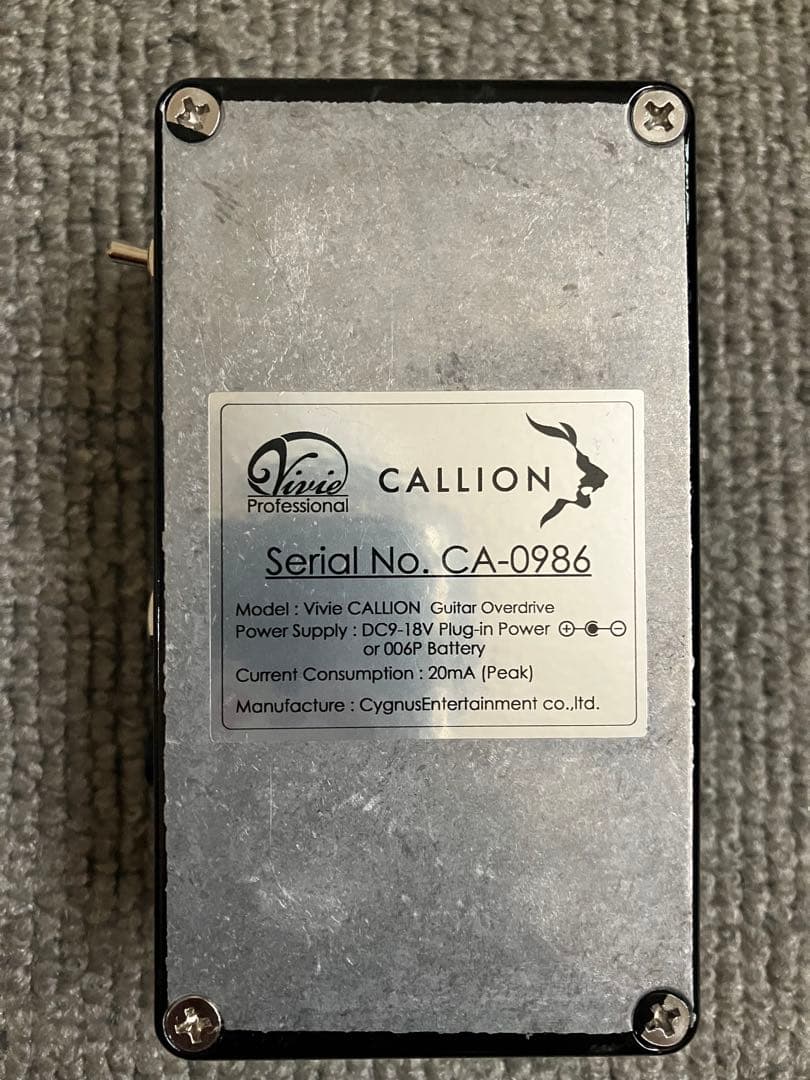 Vivie
Professional
CALLION
Serial No. CA-0986
Model : Vivie CALLION Guitar Overdrive
Power Supply : DC9-18V Plug-in Power
or 006P Battery
Current Consumption : 20mA (Peak)
Manufacture : CygnusEntertainment co.,ltd.